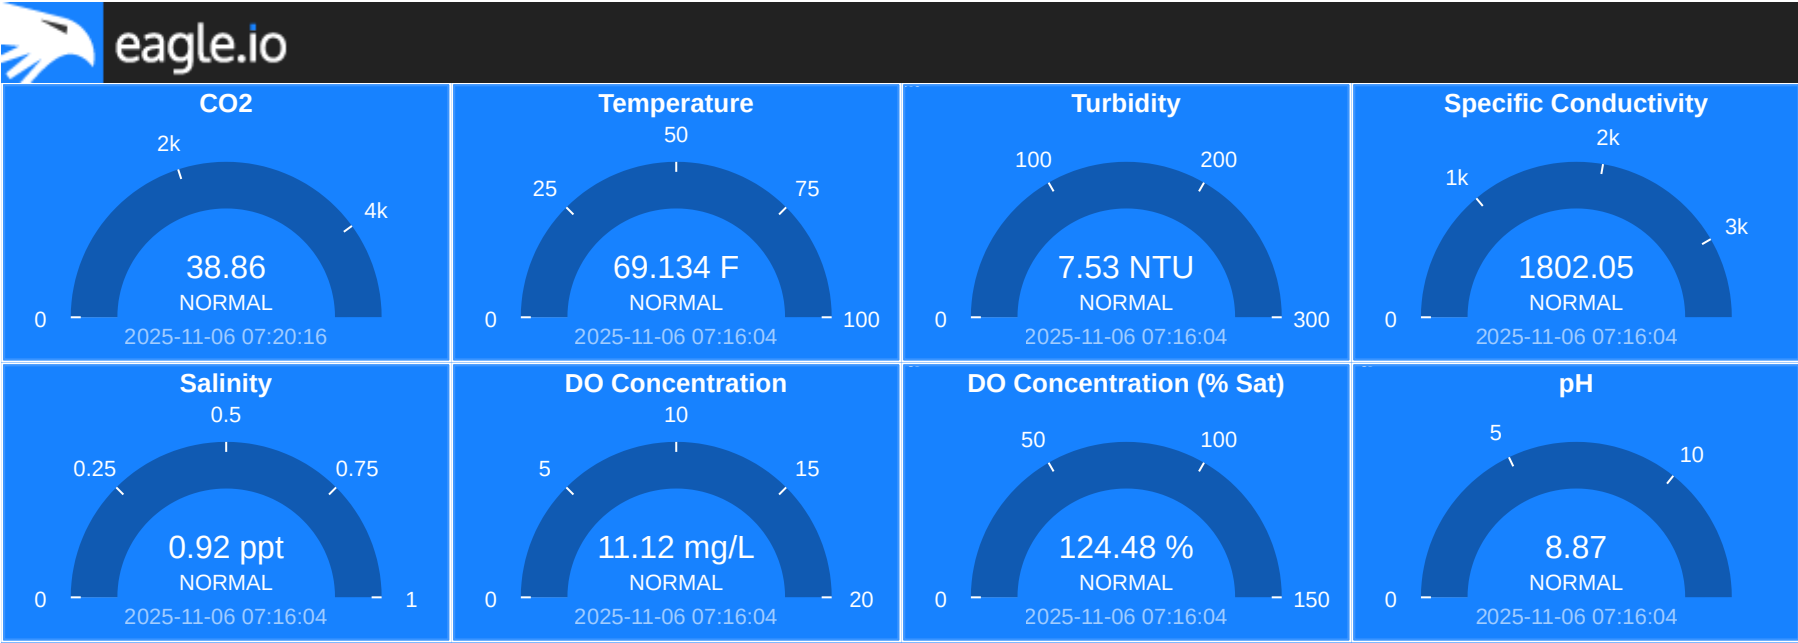 eagle.io
CO2
2k
4k
38.86
NORMAL
0
2025-11-06 07:20:16
Temperature
50
25
75
69.134 F
NORMAL
0
100
2025-11-06 07:16:04
Turbidity
100
200
7.53 NTU
NORMAL
0
300
2025-11-06 07:16:04
Specific Conductivity
2k
1k
3k
1802.05
NORMAL
0
2025-11-06 07:16:04
Salinity
0.5
0.25
0.75
0.92 ppt
NORMAL
0
1
2025-11-06 07:16:04
DO Concentration
10
5
15
11.12 mg/L
NORMAL
0
20
2025-11-06 07:16:04
DO Concentration (% Sat)
50
100
124.48 %
NORMAL
0
150
2025-11-06 07:16:04
pH
5
10
8.87
NORMAL
0
2025-11-06 07:16:04